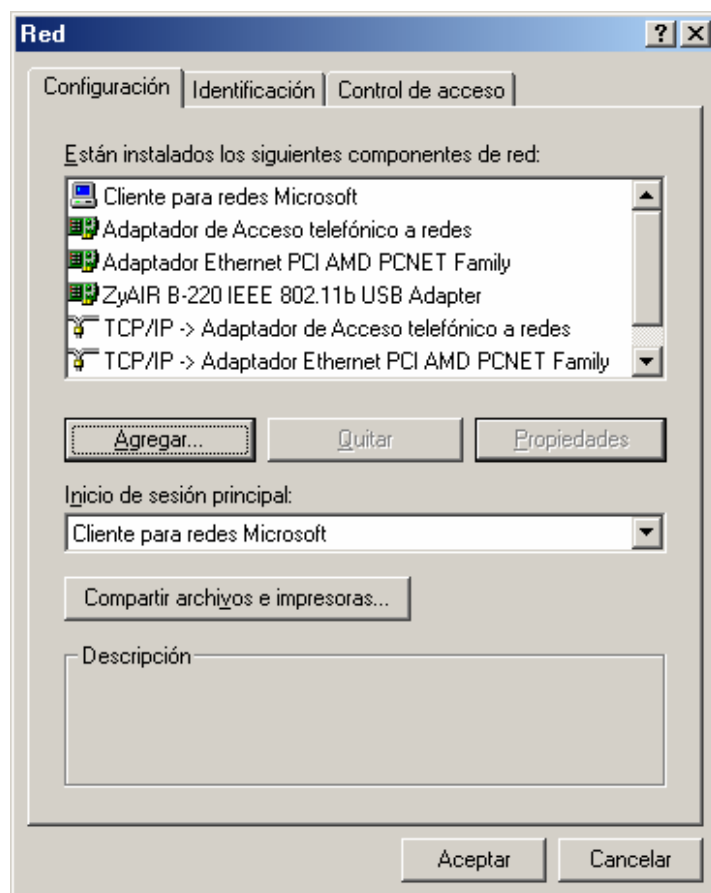 Red
Configuración Identificación Control de acceso
Están instalados los siguientes componentes de red:
Cliente para redes Microsoft
Adaptador de Acceso telefónico a redes
Adaptador Ethernet PCI AMD PCNET Family
ZyAIR B-220 IEEE 802.11b USB Adapter
TCP/IP -> Adaptador de Acceso telefónico a redes
TCP/IP -> Adaptador Ethernet PCI AMD PCNET Family
Agregar... Quitar Propiedades
Inicio de sesión principal:
Cliente para redes Microsoft
Compartir archivos e impresoras...
Descripción
Aceptar Cancelar